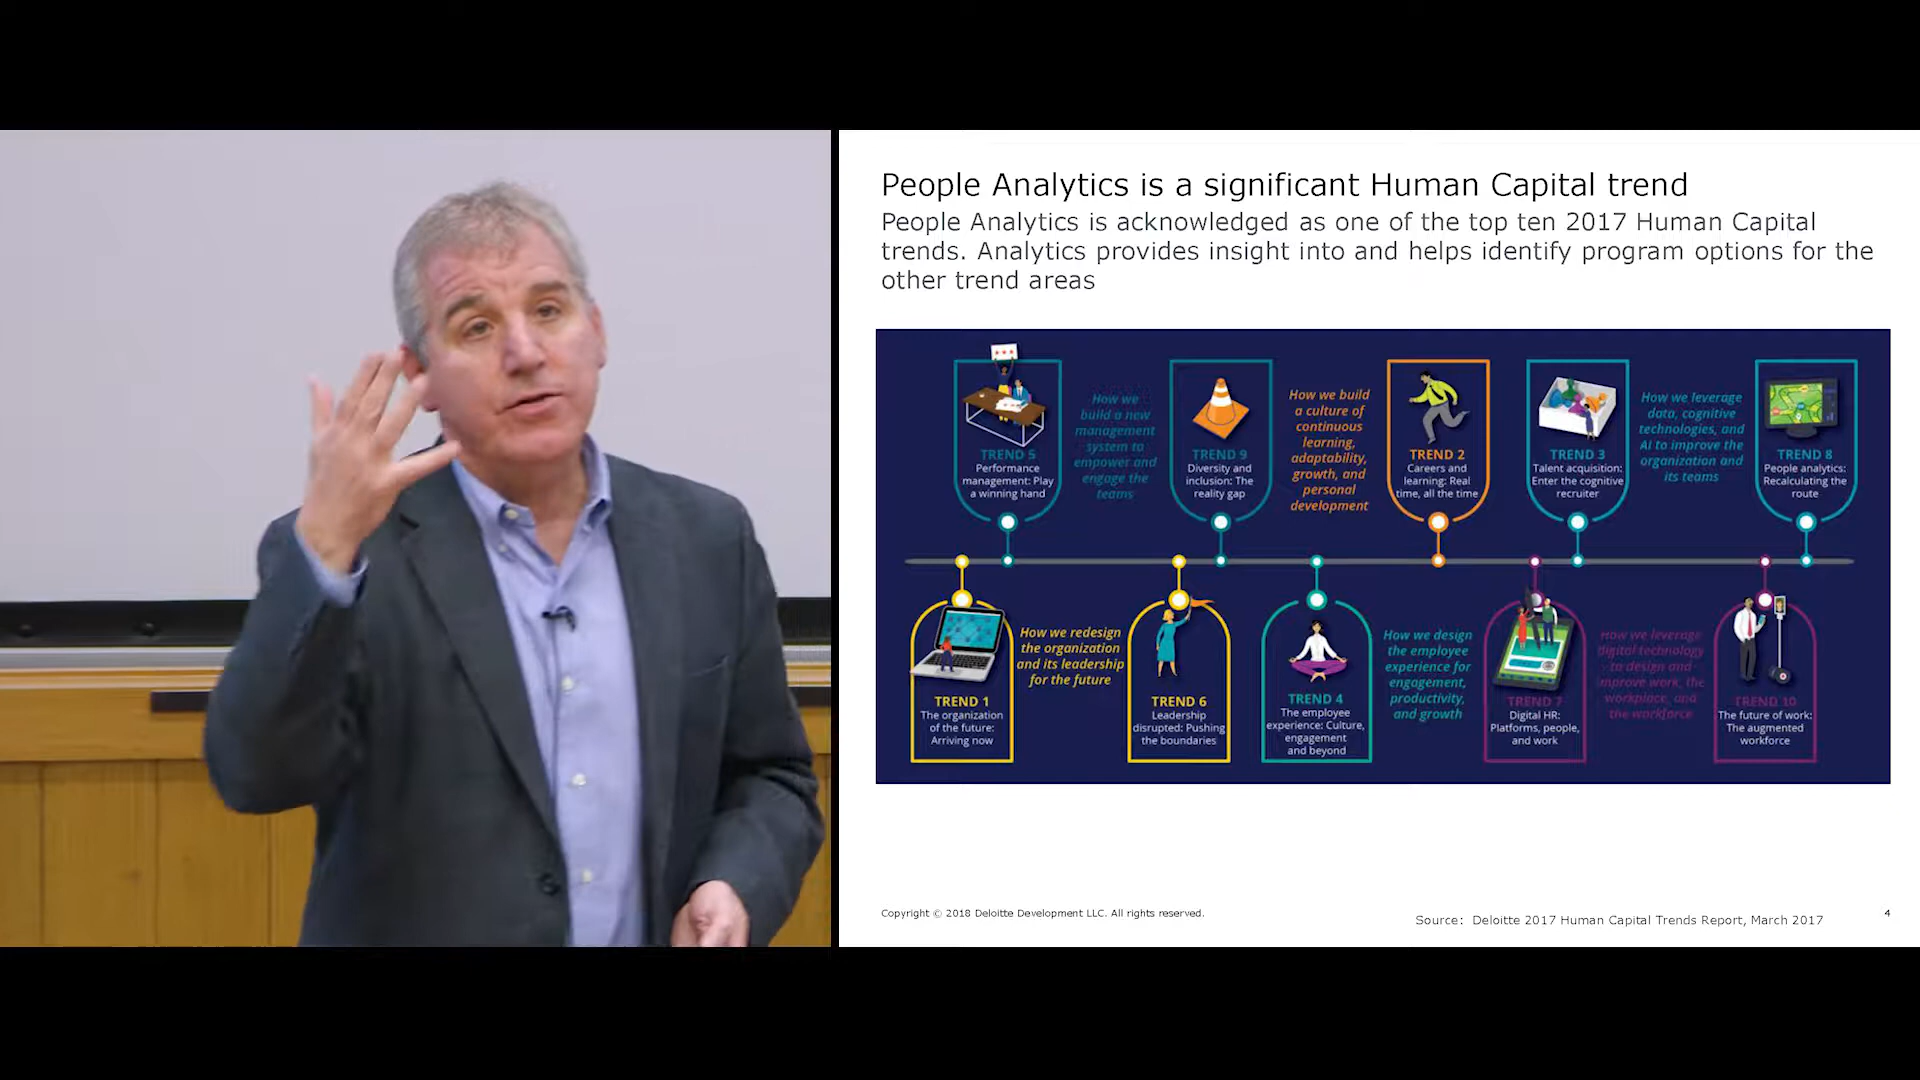 People Analytics is a significant Human Capital trend
People Analytics is acknowledged as one of the top ten 2017 Human Capital
trends. Analytics provides insight into and helps identify program options for the
other trend areas
TREND 5
Performance
management: Play
a winning hand
How we
build a new
management
system to
empower and
engage the
teams
TREND 9
Diversity and
inclusion: The
reality gap
How we build
a culture of
continuous
learning,
adaptability,
growth, and
personal
development
TREND 2
Careers and
learning: Real
time, all the time
TREND 3
Talent acquisition:
Enter the cognitive
recruiter
How we leverage
data, cognitive
technologies, and
AI to improve the
organization and
its teams
TREND 8
People analytics:
Recalculating the
route
TREND 1
The organization
of the future:
Arriving now
How we redesign
the organization
and its leadership
for the future
TREND 6
Leadership
disrupted: Pushing
the boundaries
TREND 4
The employee
experience: Culture,
engagement
and beyond
How we design
the employee
experience for
engagement,
productivity,
and growth
TREND 7
Digital HR:
Platforms, people,
and work
How we leverage
digital technology
to design and
improve work, the
workplace, and
the workforce
TREND 10
The future of work:
The augmented
workforce
Copyright © 2018 Deloitte Development LLC. All rights reserved.
Source: Deloitte 2017 Human Capital Trends Report, March 2017
4